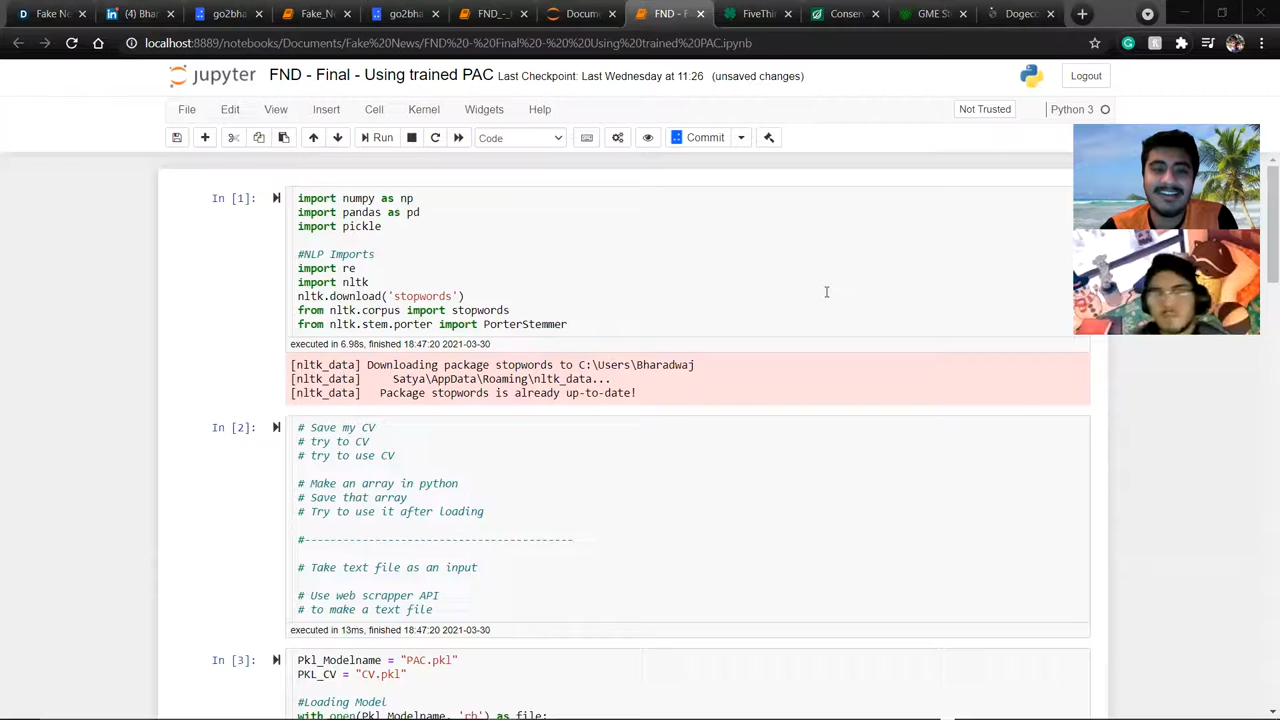 Fake Ne
(4) Bhar
go2bha
Fake_Ne
go2bha
FND_-_F
Docume
FND - F
FiveThir
Conserv
GME St
Dogeco
localhost:8889/notebooks/Documents/Fake%20News/FND%20-%20Final%20-%20%20Using%20trained%20PAC.ipynb
jupyter FND - Final - Using trained PAC Last Checkpoint: Last Wednesday at 11:26 (unsaved changes)
Logout
File Edit View Insert Cell Kernel Widgets Help
Not Trusted
Python 3
Run
Code
Commit
In [1]:
import numpy as np
import pandas as pd
import pickle
#NLP Imports
import re
import nltk
nltk.download('stopwords')
from nltk.corpus import stopwords
from nltk.stem.porter import PorterStemmer
executed in 6.98s, finished 18:47:20 2021-03-30
[nltk_data] Downloading package stopwords to C:\Users\Bharadwaj
[nltk_data] Satya\AppData\Roaming\nltk_data...
[nltk_data] Package stopwords is already up-to-date!
In [2]:
# Save my CV
# try to CV
# try to use CV
# Make an array in python
# Save that array
# Try to use it after loading
#------------------------------------------
# Take text file as an input
# Use web scrapper API
# to make a text file
executed in 13ms, finished 18:47:20 2021-03-30
In [3]:
Pkl_Modelname = "PAC.pkl"
PKL_CV = "CV.pkl"
#Loading Model
with open(Pkl_Modelname, 'rb') as file: